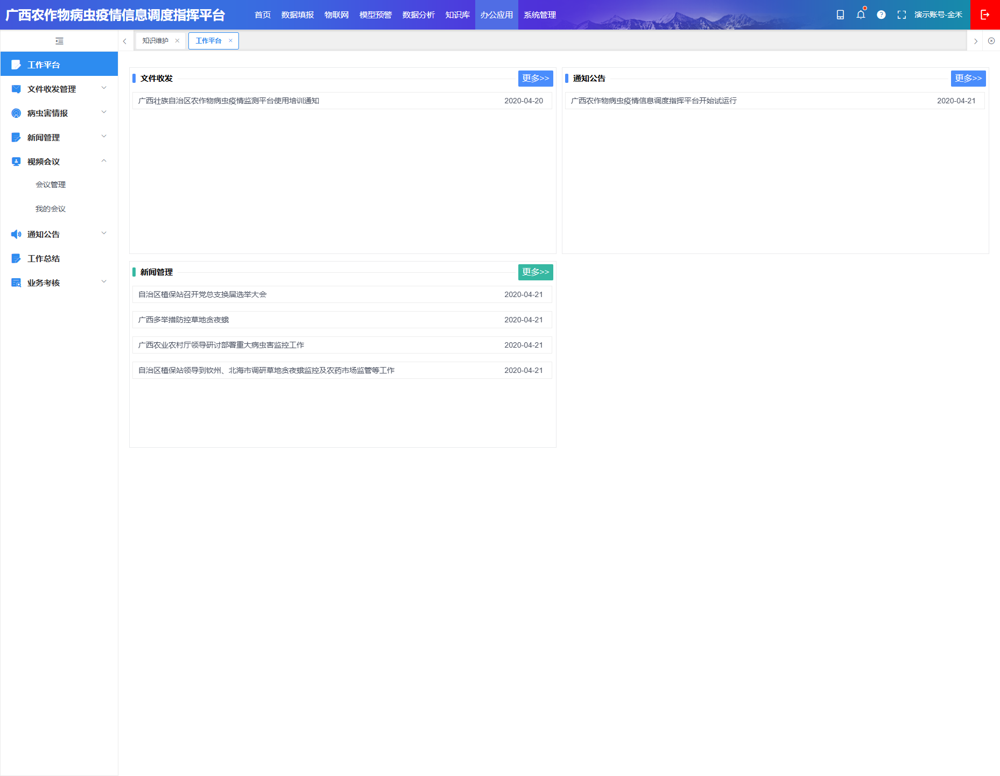 广西农作物病虫疫情信息调度指挥平台
首页 数据填报 物联网 模型预警 数据分析 知识库 办公应用 系统管理
演示账号-金禾
知识维护 ×
工作平台 ×
工作平台
文件收发管理
病虫害情报
新闻管理
视频会议
会议管理
我的会议
通知公告
工作总结
业务考核
文件收发
更多>>
广西壮族自治区农作物病虫疫情监测平台使用培训通知 2020-04-20
通知公告
更多>>
广西农作物病虫疫情信息调度指挥平台开始试运行 2020-04-21
新闻管理
更多>>
自治区植保站召开党总支换届选举大会 2020-04-21
广西多举措防控草地贪夜蛾 2020-04-21
广西农业农村厅领导研讨部署重大病虫害监控工作 2020-04-21
自治区植保站领导到钦州、北海市调研草地贪夜蛾监控及农药市场监管等工作 2020-04-21